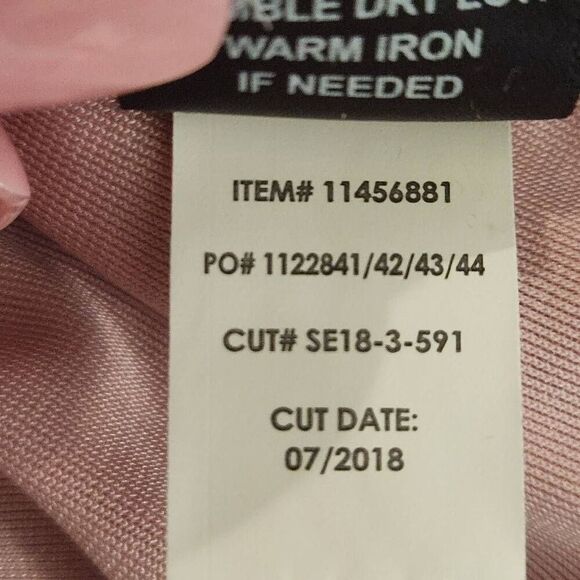 DRY
WARM IRON
IF NEEDED
ITEM# 11456881
PO# 1122841/42/43/44
CUT# SE18-3-591
CUT DATE:
07/2018